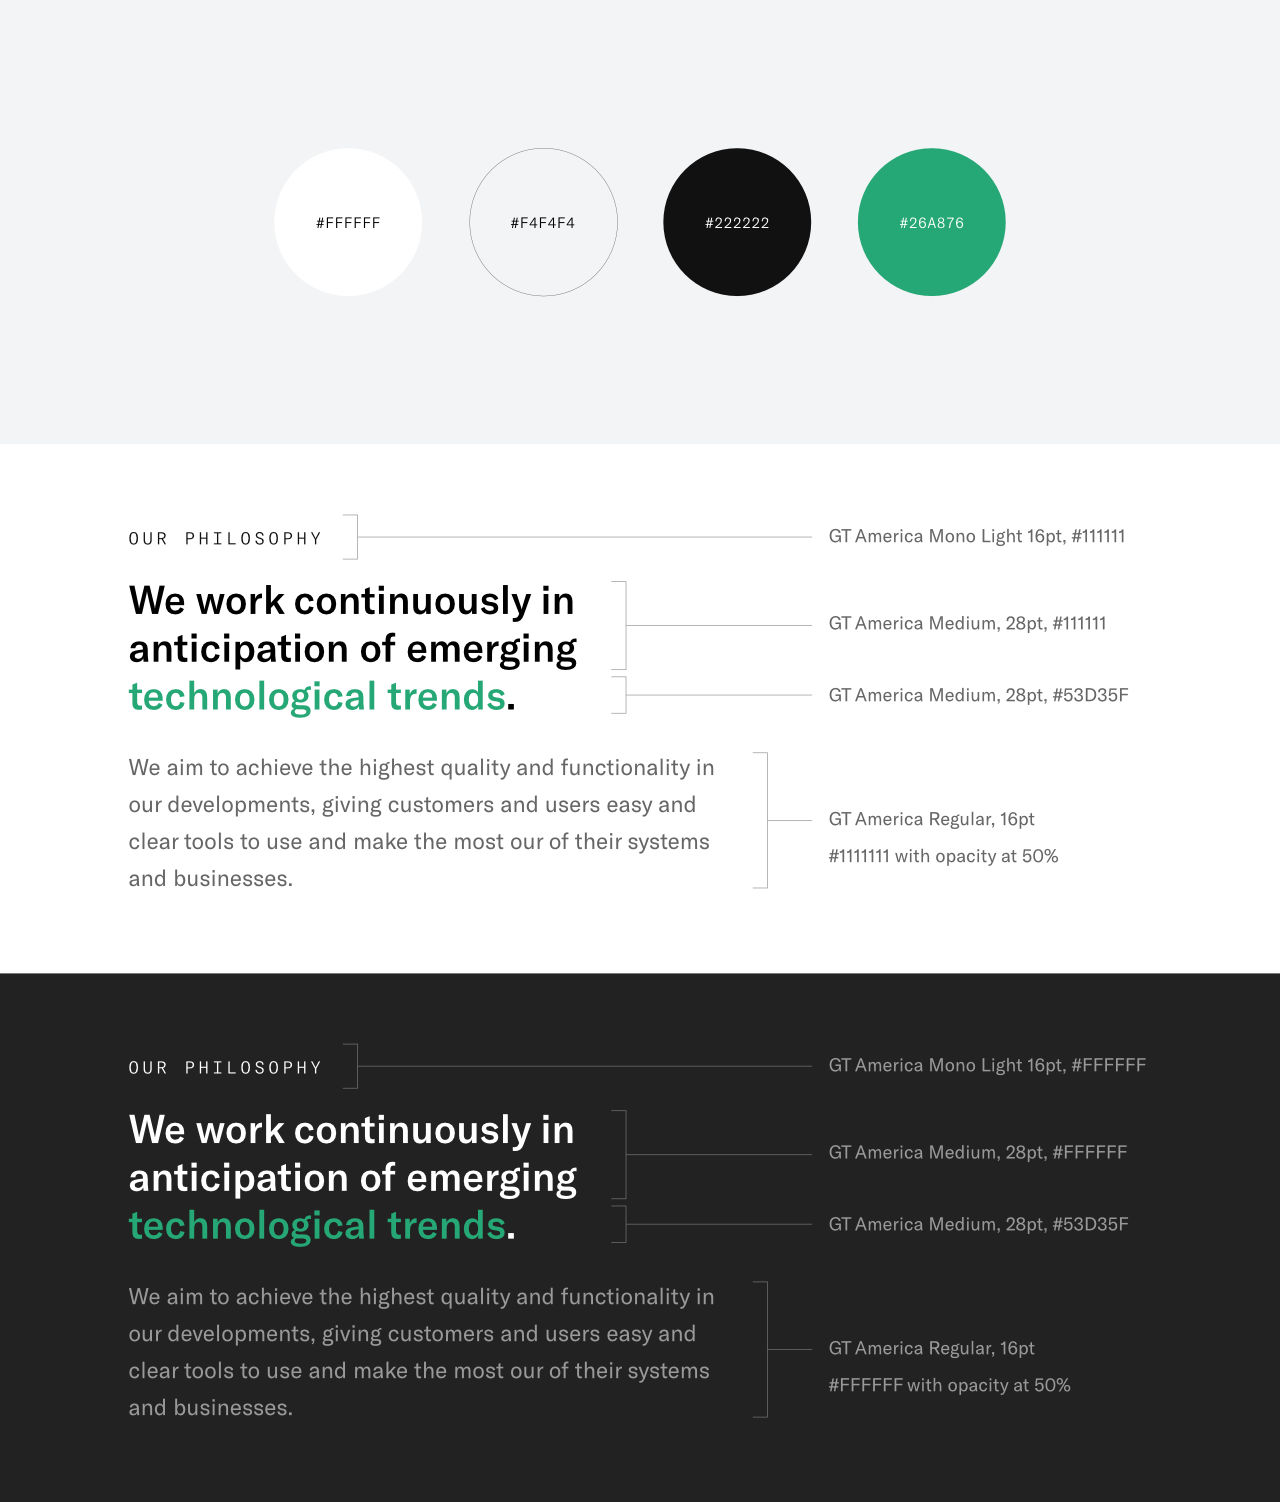 #FFFFFF
#F4F4F4
#222222
#26A876
OUR PHILOSOPHY
GT America Mono Light 16pt, #111111
We work continuously in
anticipation of emerging
technological trends.
GT America Medium, 28pt, #111111
GT America Medium, 28pt, #53D35F
We aim to achieve the highest quality and functionality in
our developments, giving customers and users easy and
clear tools to use and make the most our of their systems
and businesses.
GT America Regular, 16pt
#1111111 with opacity at 50%
OUR PHILOSOPHY
GT America Mono Light 16pt, #FFFFFF
We work continuously in
anticipation of emerging
technological trends.
GT America Medium, 28pt, #FFFFFF
GT America Medium, 28pt, #53D35F
We aim to achieve the highest quality and functionality in
our developments, giving customers and users easy and
clear tools to use and make the most our of their systems
and businesses.
GT America Regular, 16pt
#FFFFFF with opacity at 50%